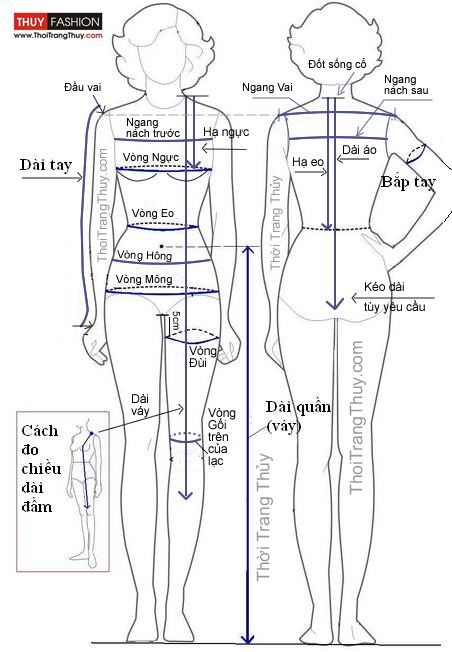 THUY FASHION
www.ThoiTrangThuy.com
Đầu vai
Dài tay
Ngang
nách trước
Hạ ngực
Vòng Ngực
Vòng Eo
Vòng Hông
Vòng Mông
5cm
Vòng
Đùi
Dài
váy
Vòng
Gối
trên
của
lạc
ThoiTrangThuy.com
Cách
đo
chiều
dài
đầm
Đốt sống cổ
Ngang Vai
Ngang
nách sau
Hạ eo
Dài áo
Bắp tay
Kéo dài
tùy yêu cầu
Dài quần
(váy)
Thời Trang Thủy
Thời Trang Thủy
ThoiTrangThuy.com